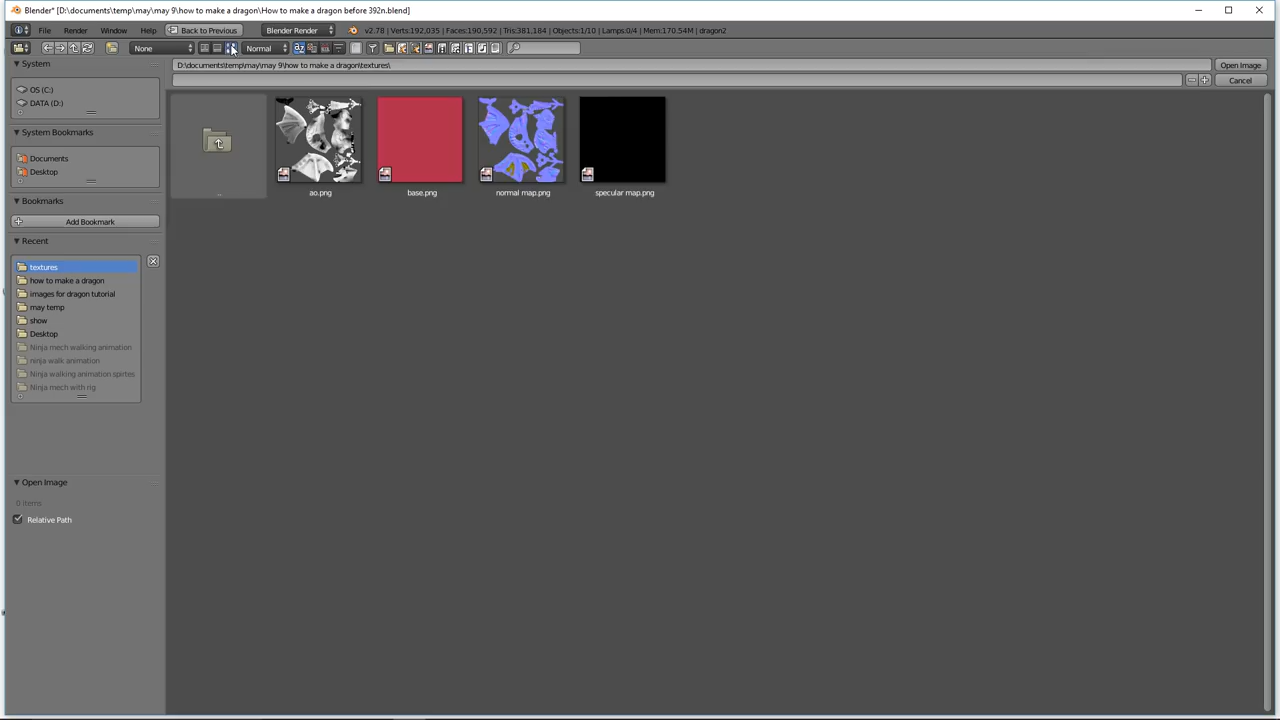 Blender* [D:\documents\temp\may\may 9\how to make a dragon\How to make a dragon before 392n.blend]
File Render Window Help Back to Previous Blender Render v2.78 | Verts:192,035 | Faces:190,592 | Tris:381,184 | Objects:1/10 | Lamps:0/4 | Mem:170.54M | dragon2
None Normal
System
D:\documents\temp\may\may 9\how to make a dragon\textures\ Open Image
Cancel
OS (C:)
DATA (D:)
System Bookmarks
Documents
Desktop
..
ao.png
base.png
normal map.png
specular map.png
Bookmarks
Add Bookmark
Recent
textures
how to make a dragon
images for dragon tutorial
may temp
show
Desktop
Ninja mech walking animation
ninja walk animation
Ninja walking animation spirtes
Ninja mech with rig
Open Image
0 items
Relative Path